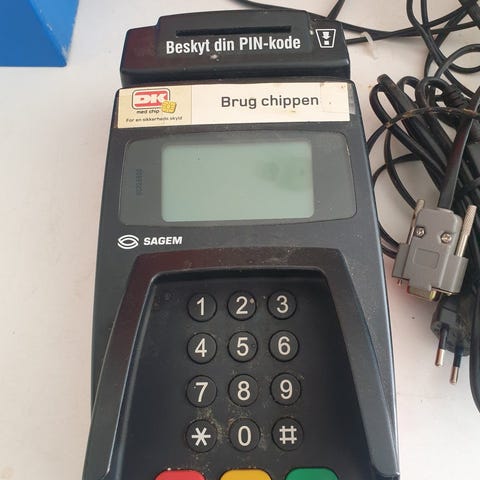 Beskyt din PIN-kode
DK
med chip
For en sikkerheds skyld
Brug chippen
SAGEM
1 2 3
4 5 6
7 8 9
* 0 #